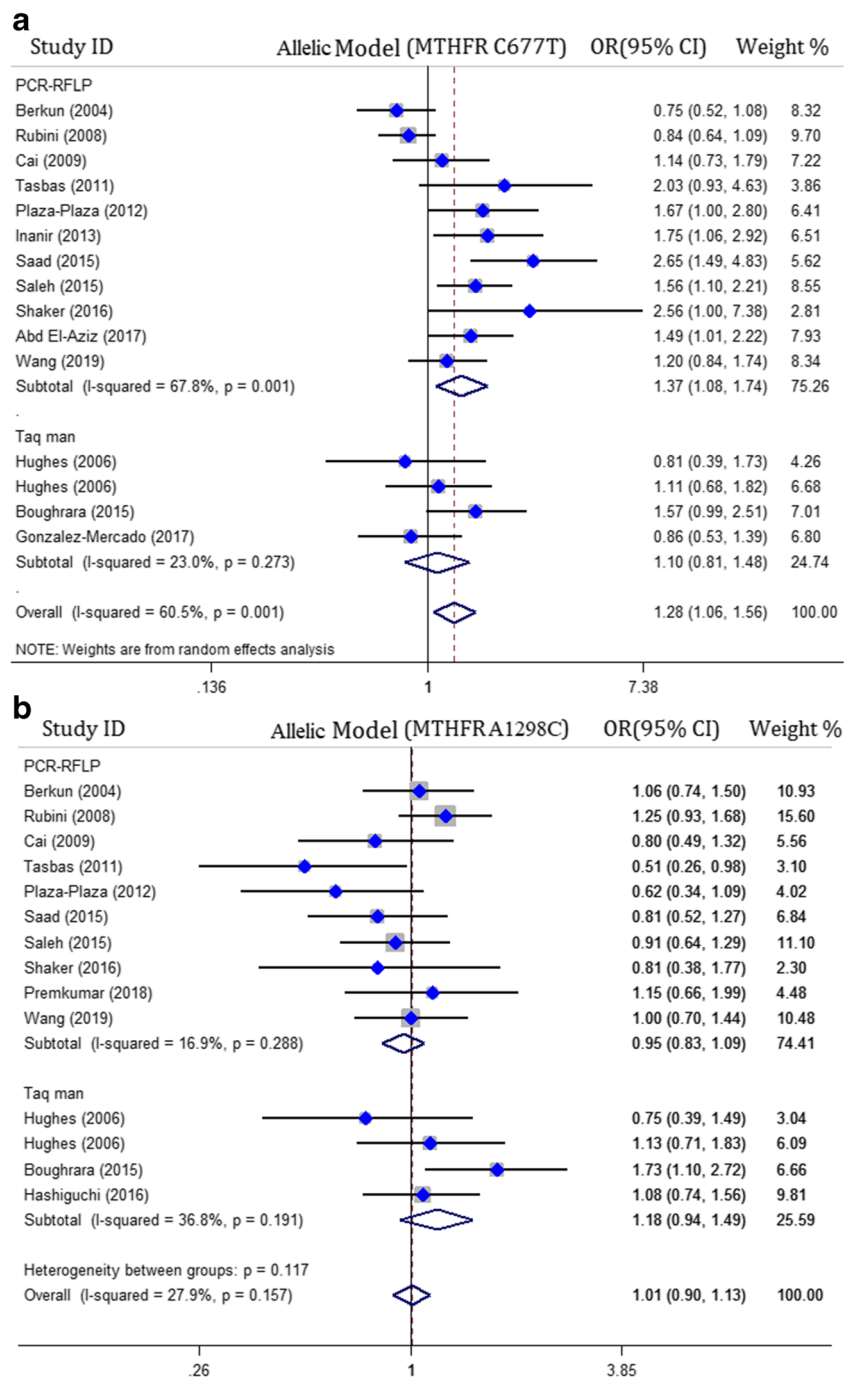 a
Study ID Allelic Model (MTHFR C677T) OR(95% CI) Weight %
PCR-RFLP
Berkun (2004) 0.75 (0.52, 1.08) 8.32
Rubini (2008) 0.84 (0.64, 1.09) 9.70
Cai (2009) 1.14 (0.73, 1.79) 7.22
Tasbas (2011) 2.03 (0.93, 4.63) 3.86
Plaza-Plaza (2012) 1.67 (1.00, 2.80) 6.41
Inanir (2013) 1.75 (1.06, 2.92) 6.51
Saad (2015) 2.65 (1.49, 4.83) 5.62
Saleh (2015) 1.56 (1.10, 2.21) 8.55
Shaker (2016) 2.56 (1.00, 7.38) 2.81
Abd El-Aziz (2017) 1.49 (1.01, 2.22) 7.93
Wang (2019) 1.20 (0.84, 1.74) 8.34
Subtotal (I-squared = 67.8%, p = 0.001) 1.37 (1.08, 1.74) 75.26
.
Taq man
Hughes (2006) 0.81 (0.39, 1.73) 4.26
Hughes (2006) 1.11 (0.68, 1.82) 6.68
Boughrara (2015) 1.57 (0.99, 2.51) 7.01
Gonzalez-Mercado (2017) 0.86 (0.53, 1.39) 6.80
Subtotal (I-squared = 23.0%, p = 0.273) 1.10 (0.81, 1.48) 24.74
.
Overall (I-squared = 60.5%, p = 0.001) 1.28 (1.06, 1.56) 100.00
NOTE: Weights are from random effects analysis
.136 1 7.38
b
Study ID Allelic Model (MTHFR A1298C) OR(95% CI) Weight %
PCR-RFLP
Berkun (2004) 1.06 (0.74, 1.50) 10.93
Rubini (2008) 1.25 (0.93, 1.68) 15.60
Cai (2009) 0.80 (0.49, 1.32) 5.56
Tasbas (2011) 0.51 (0.26, 0.98) 3.10
Plaza-Plaza (2012) 0.62 (0.34, 1.09) 4.02
Saad (2015) 0.81 (0.52, 1.27) 6.84
Saleh (2015) 0.91 (0.64, 1.29) 11.10
Shaker (2016) 0.81 (0.38, 1.77) 2.30
Premkumar (2018) 1.15 (0.66, 1.99) 4.48
Wang (2019) 1.00 (0.70, 1.44) 10.48
Subtotal (I-squared = 16.9%, p = 0.288) 0.95 (0.83, 1.09) 74.41
Taq man
Hughes (2006) 0.75 (0.39, 1.49) 3.04
Hughes (2006) 1.13 (0.71, 1.83) 6.09
Boughrara (2015) 1.73 (1.10, 2.72) 6.66
Hashiguchi (2016) 1.08 (0.74, 1.56) 9.81
Subtotal (I-squared = 36.8%, p = 0.191) 1.18 (0.94, 1.49) 25.59
Heterogeneity between groups: p = 0.117
Overall (I-squared = 27.9%, p = 0.157) 1.01 (0.90, 1.13) 100.00
.26 1 3.85